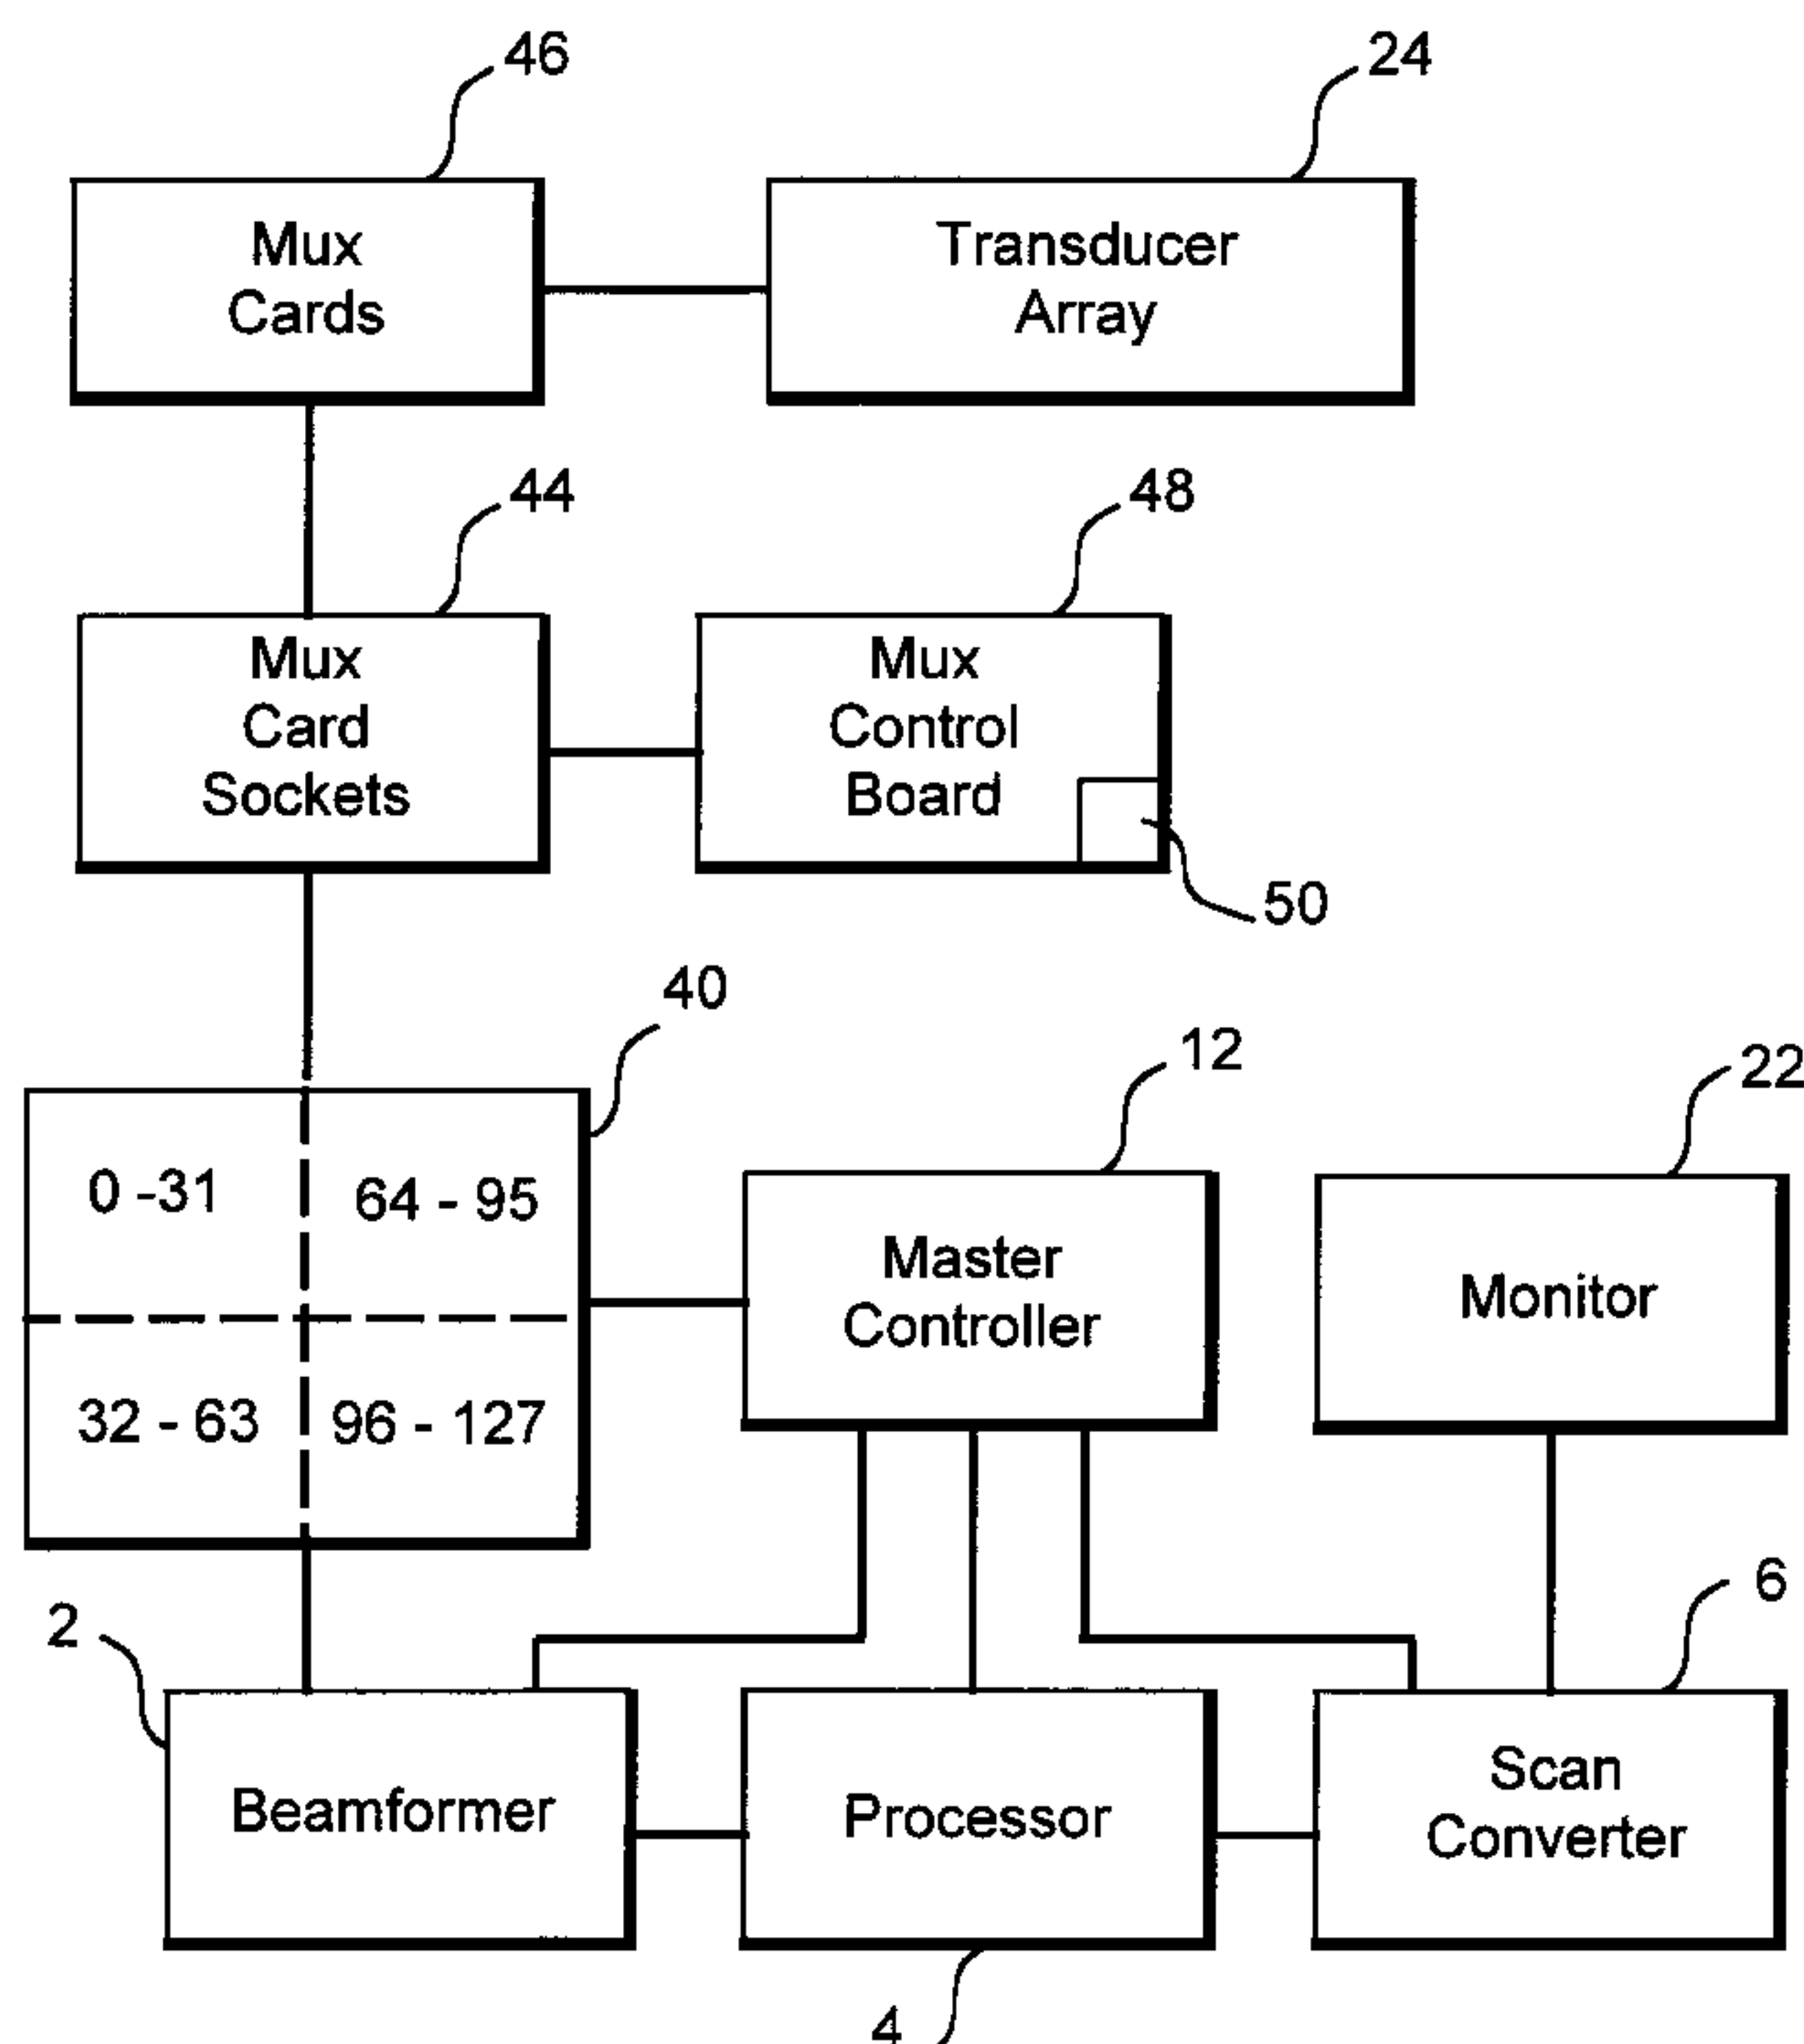 46
24
Mux
Cards
Transducer
Array
44
48
Mux
Card
Sockets
Mux
Control
Board
50
40
12
22
0 -31
64 - 95
32 - 63
96 - 127
Master
Controller
Monitor
2
6
Beamformer
Processor
Scan
Converter
4